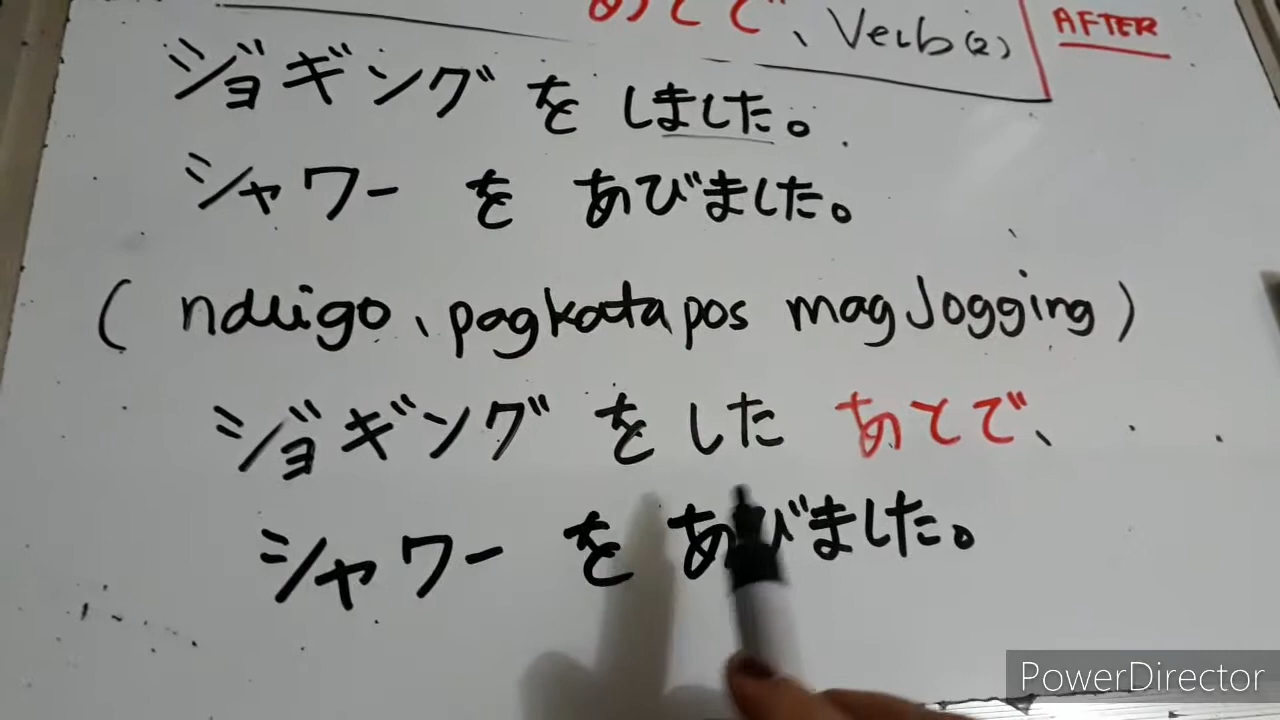 あとで、Verb(2)
AFTER
ジョギングをしました。
シャワーをあびました。
(nduigo、pagkatapos magJogging)
ジョギングをしたあとで、
シャワーをあびました。
PowerDirector